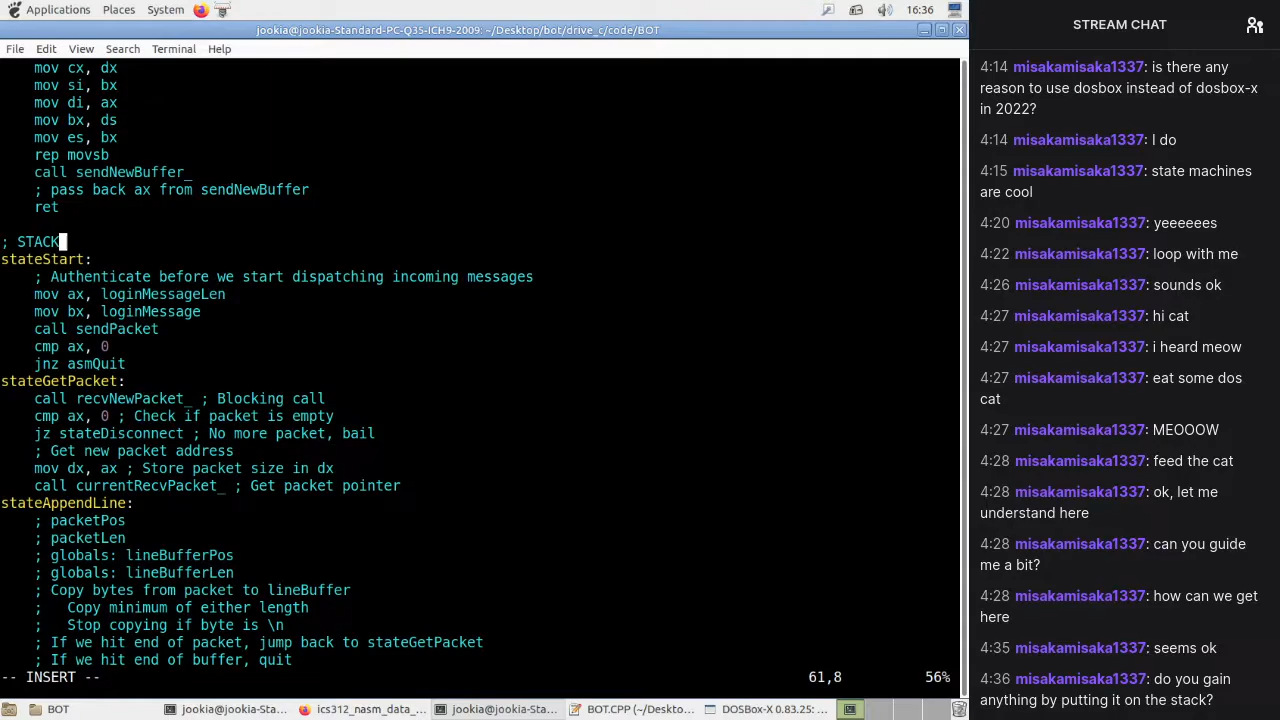 Applications Places System 16:36
jookia@jookia-Standard-PC-Q35-ICH9-2009: ~/Desktop/bot/drive_c/code/BOT
File Edit View Search Terminal Help
mov cx, dx
mov si, bx
mov di, ax
mov bx, ds
mov es, bx
rep movsb
call sendNewBuffer_
; pass back ax from sendNewBuffer
ret
; STACK
stateStart:
; Authenticate before we start dispatching incoming messages
mov ax, loginMessageLen
mov bx, loginMessage
call sendPacket
cmp ax, 0
jnz asmQuit
stateGetPacket:
call recvNewPacket_ ; Blocking call
cmp ax, 0 ; Check if packet is empty
jz stateDisconnect ; No more packet, bail
; Get new packet address
mov dx, ax ; Store packet size in dx
call currentRecvPacket_ ; Get packet pointer
stateAppendLine:
; packetPos
; packetLen
; globals: lineBufferPos
; globals: lineBufferLen
; Copy bytes from packet to lineBuffer
;   Copy minimum of either length
;   Stop copying if byte is \n
; If we hit end of packet, jump back to stateGetPacket
; If we hit end of buffer, quit
-- INSERT -- 61,8 56%
BOT jookia@jookia-Sta... ics312_nasm_data_... jookia@jookia-Sta... BOT.CPP (~/Deskto... DOSBox-X 0.83.25: ...
STREAM CHAT
4:14 misakamisaka1337: is there any
reason to use dosbox instead of dosbox-x
in 2022?
4:14 misakamisaka1337: I do
4:15 misakamisaka1337: state machines
are cool
4:20 misakamisaka1337: yeeeeees
4:22 misakamisaka1337: loop with me
4:26 misakamisaka1337: sounds ok
4:27 misakamisaka1337: hi cat
4:27 misakamisaka1337: i heard meow
4:27 misakamisaka1337: eat some dos
cat
4:27 misakamisaka1337: MEOOOW
4:28 misakamisaka1337: feed the cat
4:28 misakamisaka1337: ok, let me
understand here
4:28 misakamisaka1337: can you guide
me a bit?
4:28 misakamisaka1337: how can we get
here
4:35 misakamisaka1337: seems ok
4:36 misakamisaka1337: do you gain
anything by putting it on the stack?